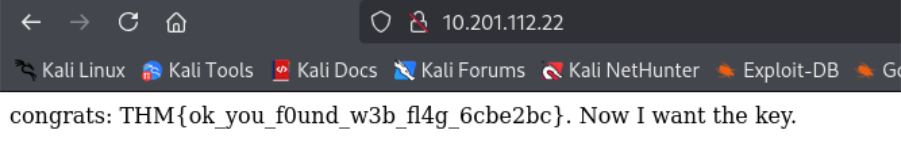 10.201.112.22
Kali Linux Kali Tools Kali Docs Kali Forums Kali NetHunter Exploit-DB
congrats: THM{ok_you_f0und_w3b_fl4g_6cbe2bc}. Now I want the key.